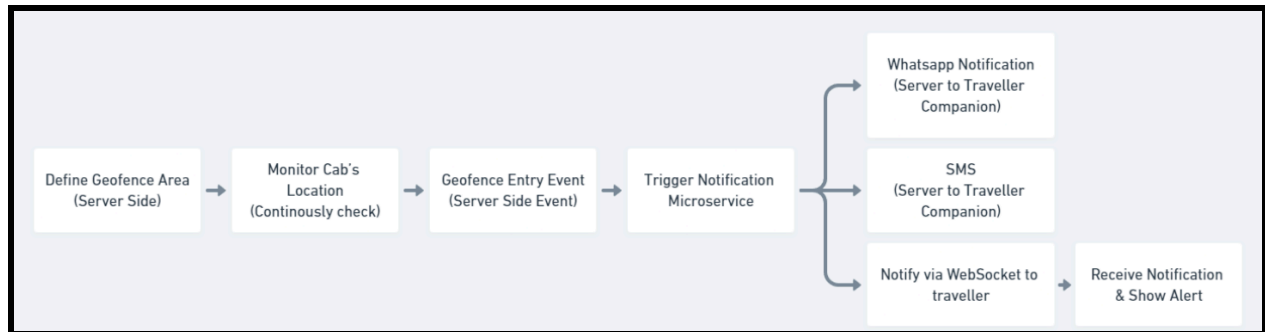 Define Geofence Area
(Server Side)
Monitor Cab's
Location
(Continously check)
Geofence Entry Event
(Server Side Event)
Trigger Notification
Microservice
Whatsapp Notification
(Server to Traveller
Companion)
SMS
(Server to Traveller
Companion)
Notify via WebSocket to
traveller
Receive Notification
& Show Alert